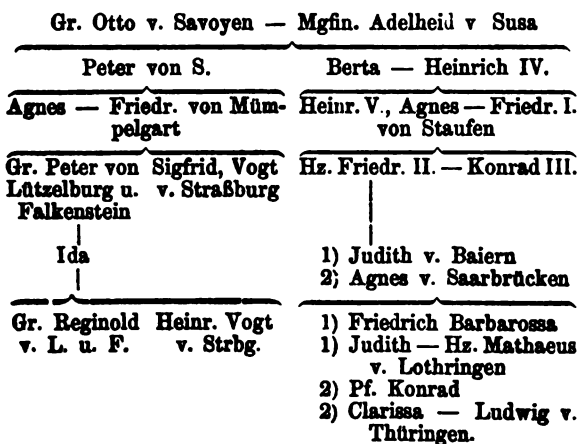 Gr. Otto v. Savoyen — Mgfin. Adelheid v Susa
Peter von S. Berta — Heinrich IV.
Agnes — Friedr. von Müm-
pelgart
Heinr. V., Agnes — Friedr. I.
von Staufen
Gr. Peter von
Lützelburg u.
Falkenstein
Sigfrid, Vogt
v. Straßburg
Hz. Friedr. II. — Konrad III.
Ida
1) Judith v. Baiern
2) Agnes v. Saarbrücken
Gr. Reginold
v. L. u. F.
Heinr. Vogt
v. Strbg.
1) Friedrich Barbarossa
1) Judith — Hz. Mathaeus
v. Lothringen
2) Pf. Konrad
2) Clarissa — Ludwig v.
Thüringen.